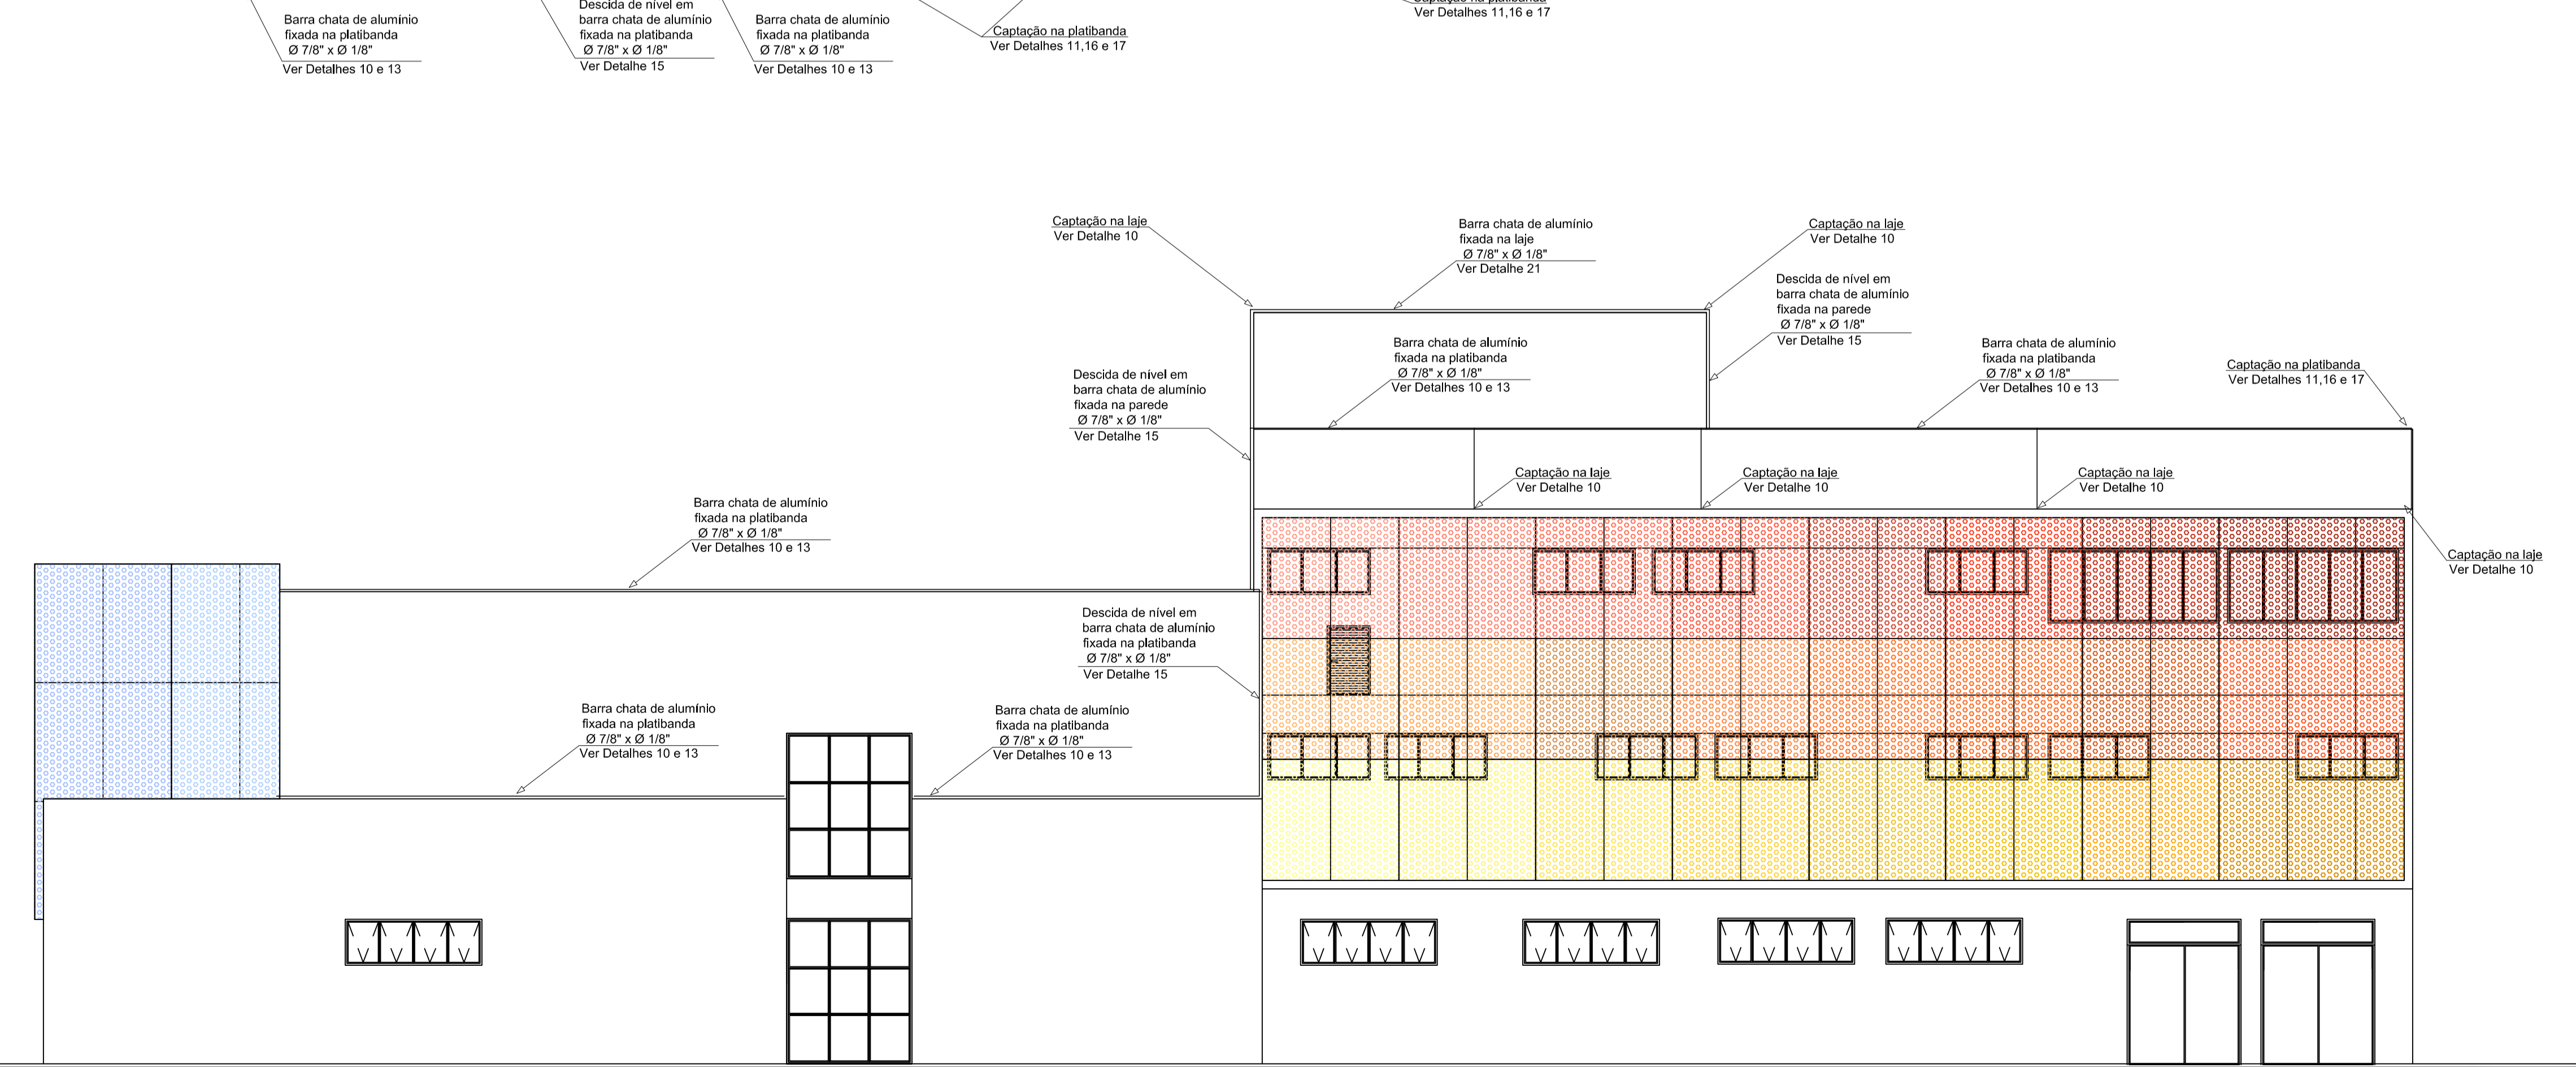 Barra chata de alumínio
fixada na platibanda
Ø 7/8" x Ø 1/8"
Ver Detalhes 10 e 13
Descida de nível em
barra chata de alumínio
fixada na platibanda
Ø 7/8" x Ø 1/8"
Ver Detalhe 15
Barra chata de alumínio
fixada na platibanda
Ø 7/8" x Ø 1/8"
Ver Detalhes 10 e 13
Captação na platibanda
Ver Detalhes 11,16 e 17
Captação na platibanda
Ver Detalhes 11,16 e 17
Captação na laje
Ver Detalhe 10
Barra chata de alumínio
fixada na laje
Ø 7/8" x Ø 1/8"
Ver Detalhe 21
Captação na laje
Ver Detalhe 10
Descida de nível em
barra chata de alumínio
fixada na parede
Ø 7/8" x Ø 1/8"
Ver Detalhe 15
Barra chata de alumínio
fixada na platibanda
Ø 7/8" x Ø 1/8"
Ver Detalhes 10 e 13
Barra chata de alumínio
fixada na platibanda
Ø 7/8" x Ø 1/8"
Ver Detalhes 10 e 13
Captação na platibanda
Ver Detalhes 11,16 e 17
Descida de nível em
barra chata de alumínio
fixada na parede
Ø 7/8" x Ø 1/8"
Ver Detalhe 15
Captação na laje
Ver Detalhe 10
Captação na laje
Ver Detalhe 10
Captação na laje
Ver Detalhe 10
Barra chata de alumínio
fixada na platibanda
Ø 7/8" x Ø 1/8"
Ver Detalhes 10 e 13
Captação na laje
Ver Detalhe 10
Descida de nível em
barra chata de alumínio
fixada na platibanda
Ø 7/8" x Ø 1/8"
Ver Detalhe 15
Barra chata de alumínio
fixada na platibanda
Ø 7/8" x Ø 1/8"
Ver Detalhes 10 e 13
Barra chata de alumínio
fixada na platibanda
Ø 7/8" x Ø 1/8"
Ver Detalhes 10 e 13